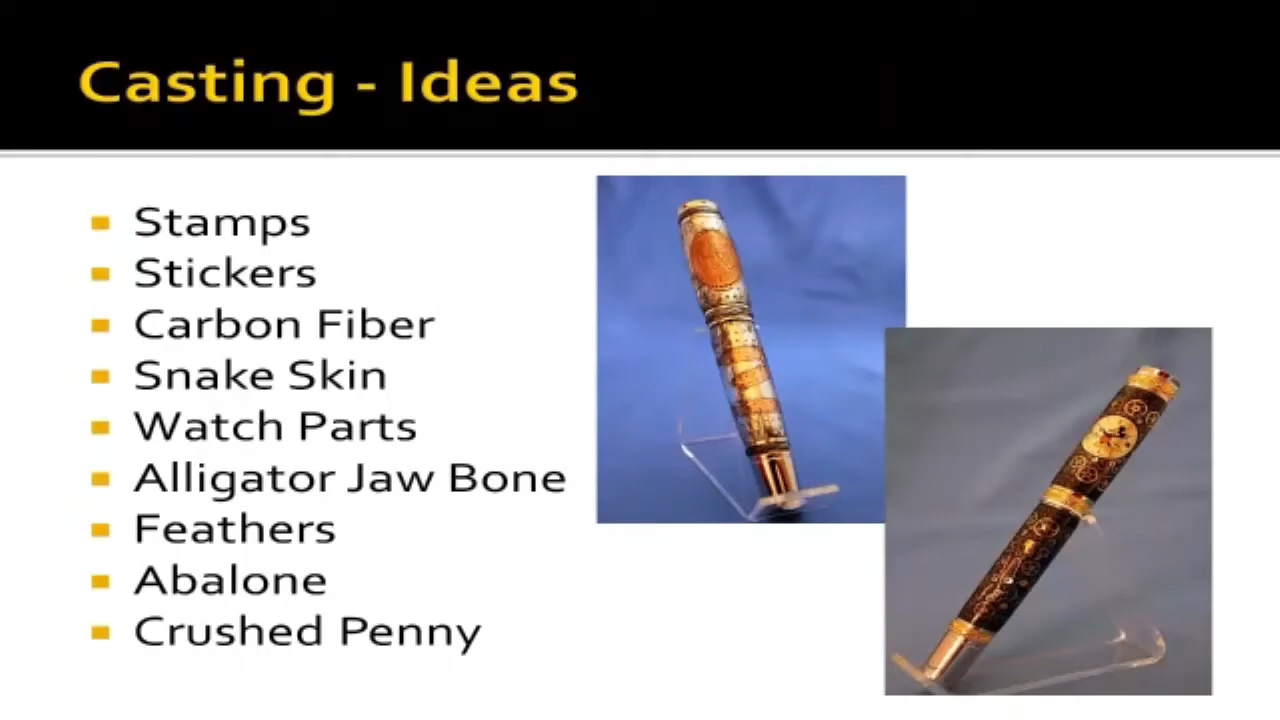 Casting - Ideas
Stamps
Stickers
Carbon Fiber
Snake Skin
Watch Parts
Alligator Jaw Bone
Feathers
Abalone
Crushed Penny